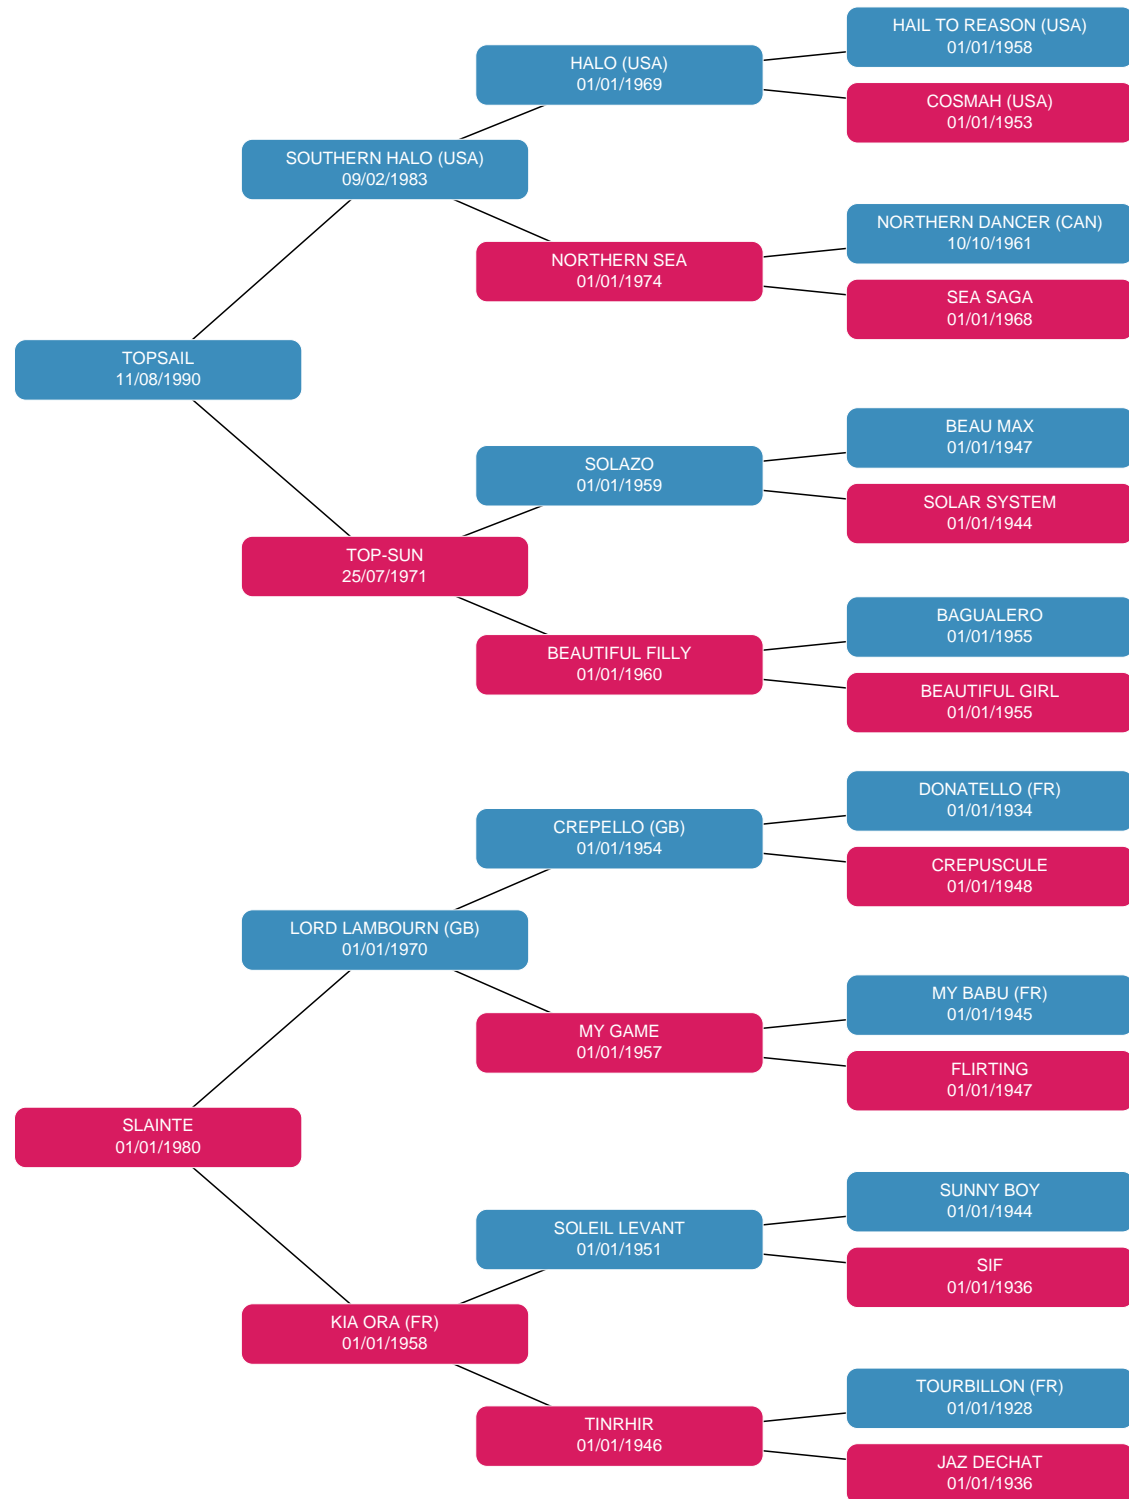 HAIL TO REASON (USA)
01/01/1958
HALO (USA)
01/01/1969
COSMAH (USA)
01/01/1953
SOUTHERN HALO (USA)
09/02/1983
NORTHERN DANCER (CAN)
10/10/1961
NORTHERN SEA
01/01/1974
SEA SAGA
01/01/1968
TOPSAIL
11/08/1990
BEAU MAX
01/01/1947
SOLAZO
01/01/1959
SOLAR SYSTEM
01/01/1944
TOP-SUN
25/07/1971
BAGUALERO
01/01/1955
BEAUTIFUL FILLY
01/01/1960
BEAUTIFUL GIRL
01/01/1955
DONATELLO (FR)
01/01/1934
CREPELLO (GB)
01/01/1954
CREPUSCULE
01/01/1948
LORD LAMBOURN (GB)
01/01/1970
MY BABU (FR)
01/01/1945
MY GAME
01/01/1957
FLIRTING
01/01/1947
SLAINTE
01/01/1980
SUNNY BOY
01/01/1944
SOLEIL LEVANT
01/01/1951
SIF
01/01/1936
KIA ORA (FR)
01/01/1958
TOURBILLON (FR)
01/01/1928
TINRHIR
01/01/1946
JAZ DECHAT
01/01/1936